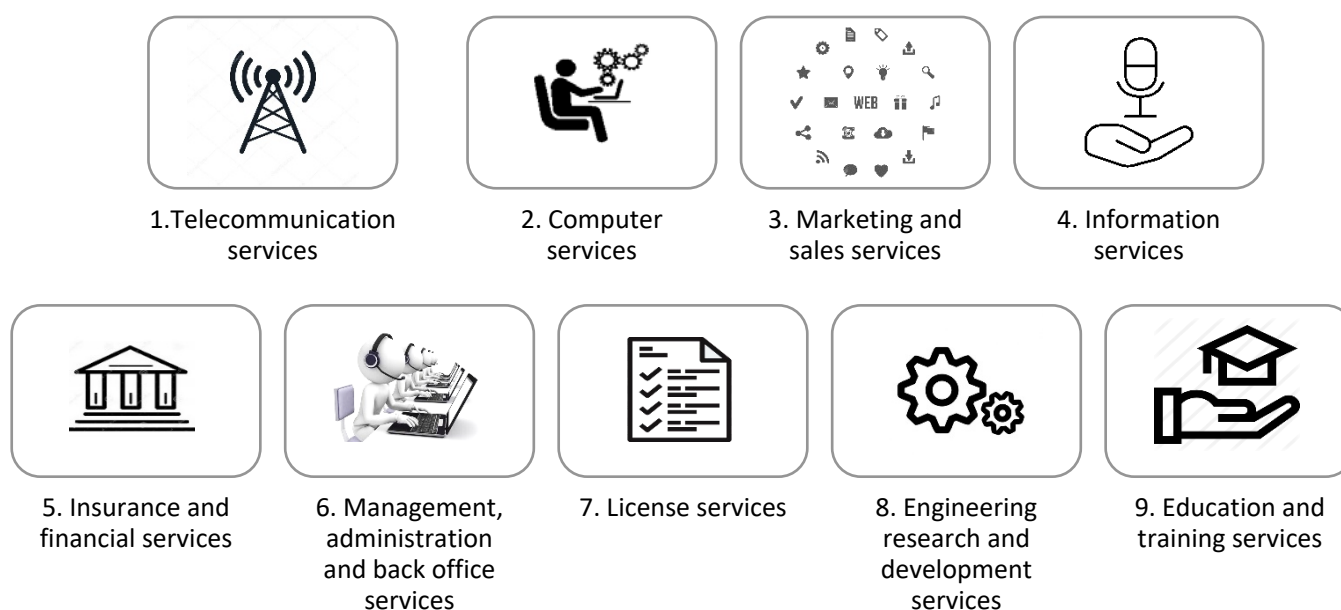 WEB
1.Telecommunication
services
2. Computer
services
3. Marketing and
sales services
4. Information
services
5. Insurance and
financial services
6. Management,
administration
and back office
services
7. License services
8. Engineering
research and
development
services
9. Education and
training services